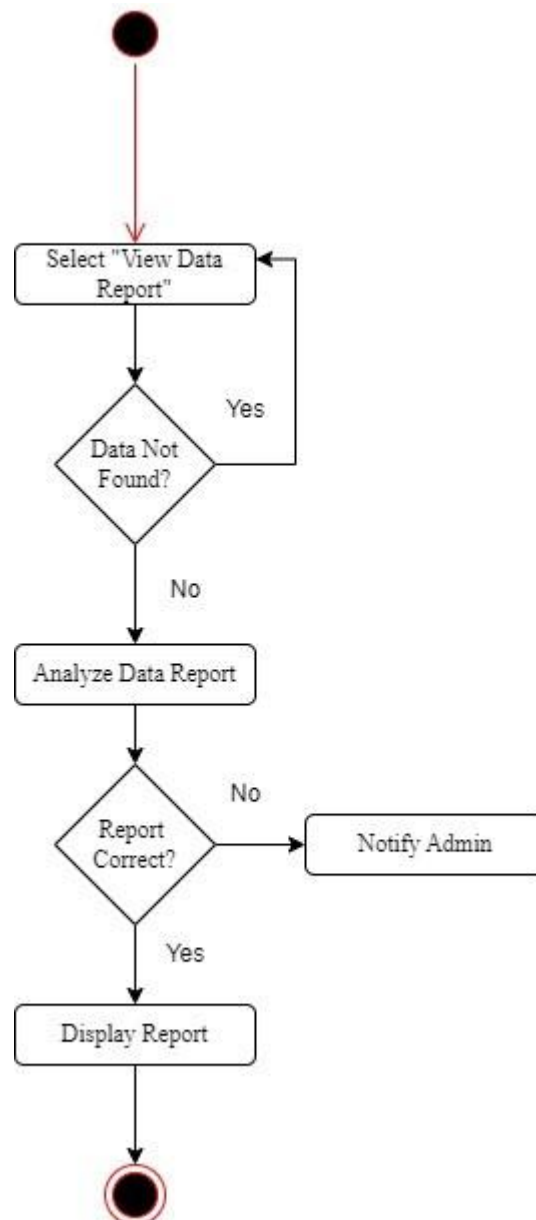 Select "View Data
Report"
Yes
Data Not
Found?
No
Analyze Data Report
No
Report
Correct?
Notify Admin
Yes
Display Report